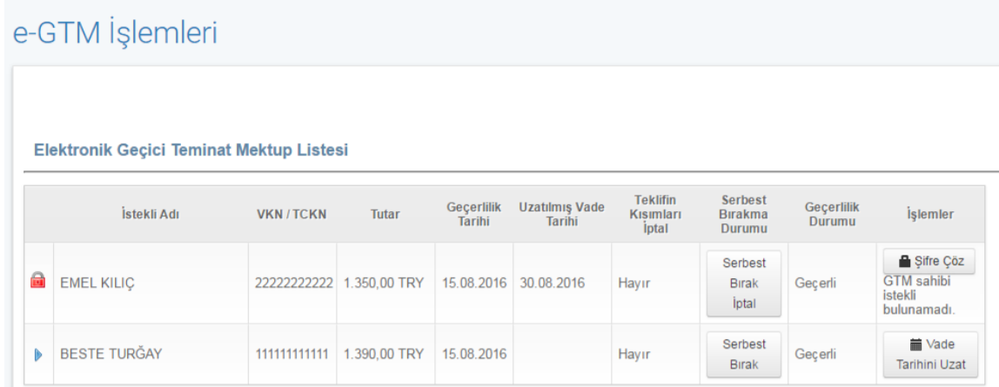 e-GTM İşlemleri
Elektronik Geçici Teminat Mektup Listesi
İstekli Adı
VKN / TCKN
Tutar
Geçerlilik
Tarihi
Uzatılmış Vade
Tarihi
Teklifin
Kısımları
İptal
Serbest
Bırakma
Durumu
Geçerlilik
Durumu
İşlemler
EMEL KILIÇ
22222222222
1.350,00 TRY
15.08.2016
30.08.2016
Hayır
Serbest
Bırak
İptal
Geçerli
Şifre Çöz
GTM sahibi
istekli
bulunamadı.
BESTE TURĞAY
111111111111
1.390,00 TRY
15.08.2016
Hayır
Serbest
Bırak
Geçerli
Vade
Tarihini Uzat